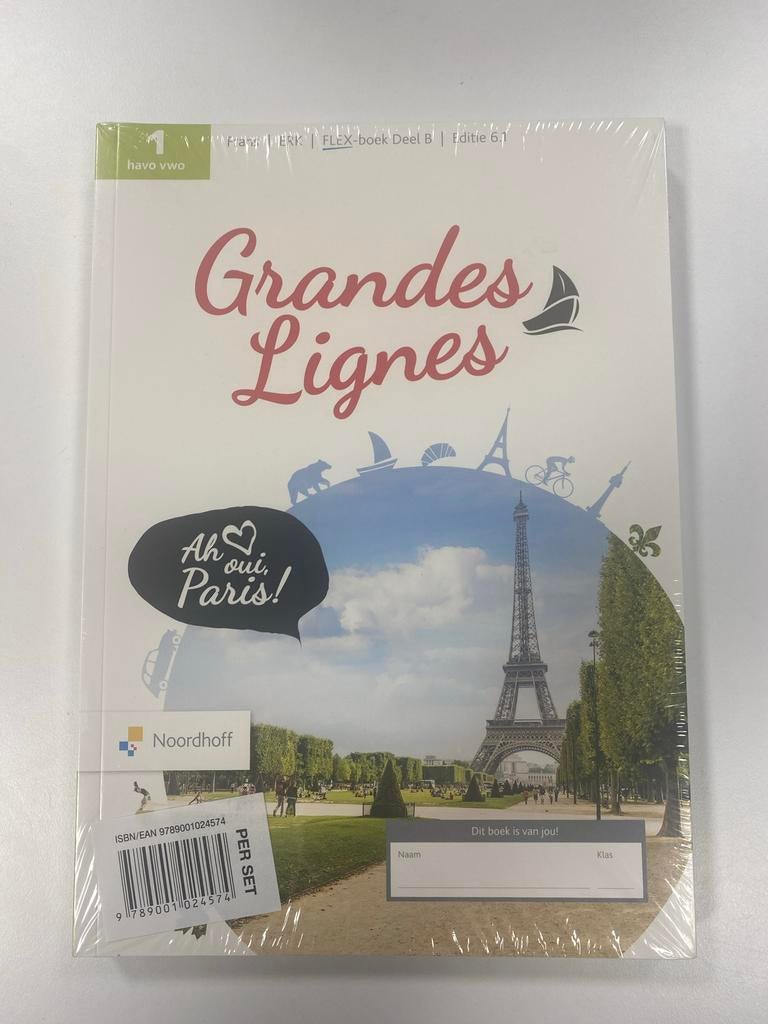 1
havo vwo
Frans | ERK | FLEX-boek Deel B | Editie 6.1
Grandes
Lignes
Ah
oui,
Paris!
Noordhoff
ISBN/EAN 9789001024574
PER SET
9 789001 024574
Dit boek is van jou!
Naam
Klas